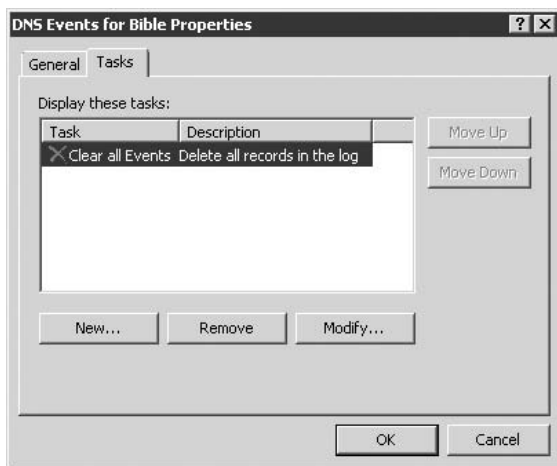 DNS Events for Bible Properties
General Tasks
Display these tasks:
Task Description
Clear all Events Delete all records in the log
Move Up
Move Down
New... Remove Modify...
OK Cancel